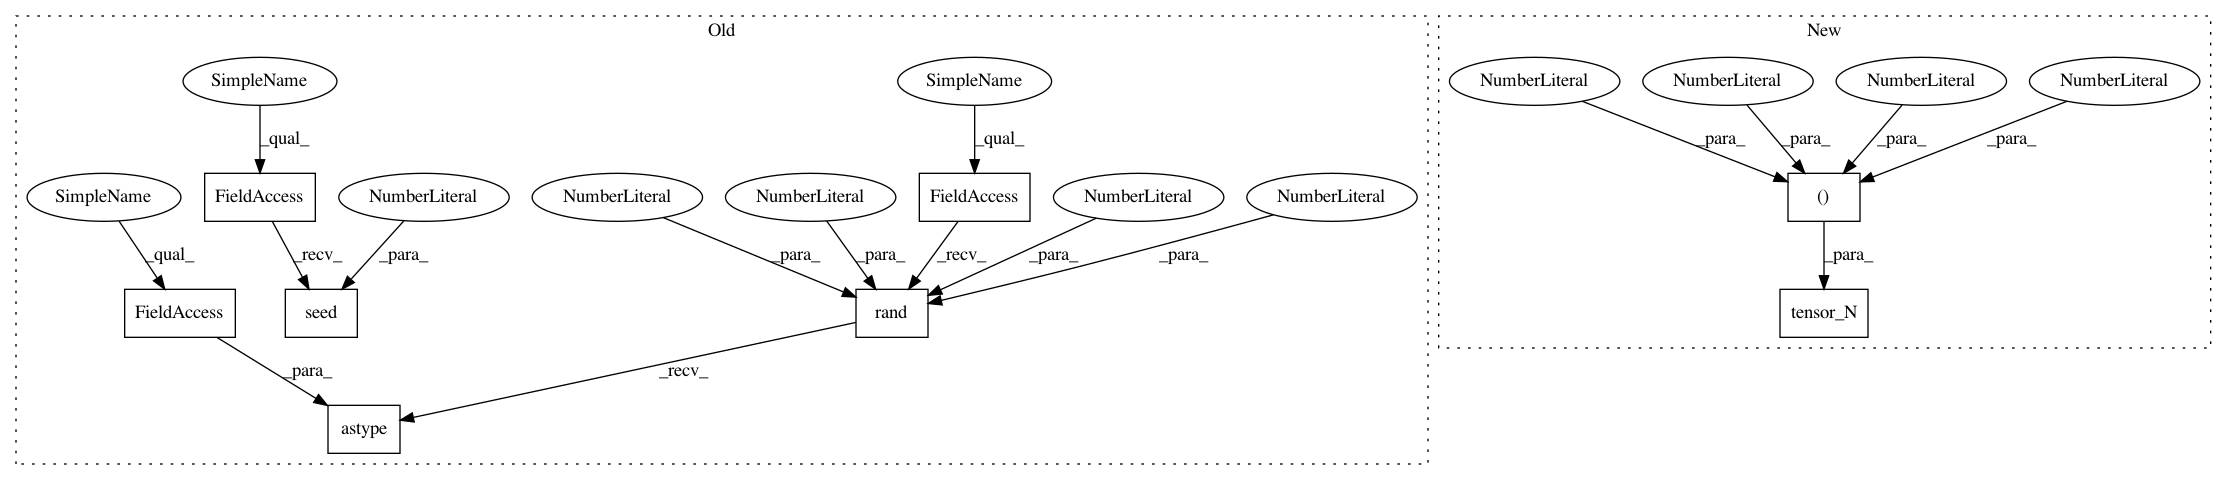 Old
New
SimpleName
SimpleName
NumberLiteral
NumberLiteral
NumberLiteral
NumberLiteral
_qual_
_qual_
_para_
_para_
_para_
_para_
SimpleName
FieldAccess
NumberLiteral
NumberLiteral
NumberLiteral
FieldAccess
NumberLiteral
NumberLiteral
()
_qual_
_recv_
_para_
_para_
_para_
_recv_
_para_
_para_
_para_
FieldAccess
seed
rand
tensor_N
_para_
_recv_
astype